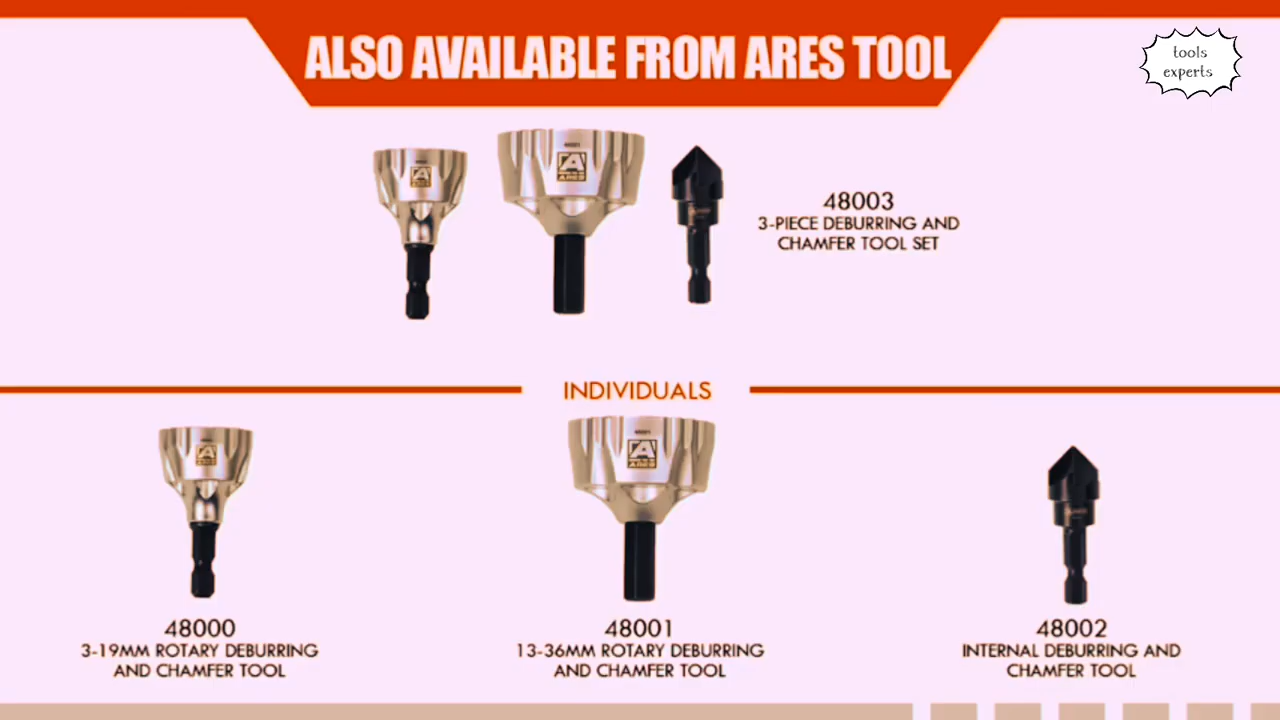 ALSO AVAILABLE FROM ARES TOOL
tools
experts
48003
3-PIECE DEBURRING AND
CHAMFER TOOL SET
INDIVIDUALS
48001
ARES
48000
3-19MM ROTARY DEBURRING
AND CHAMFER TOOL
48001
13-36MM ROTARY DEBURRING
AND CHAMFER TOOL
48002
INTERNAL DEBURRING AND
CHAMFER TOOL